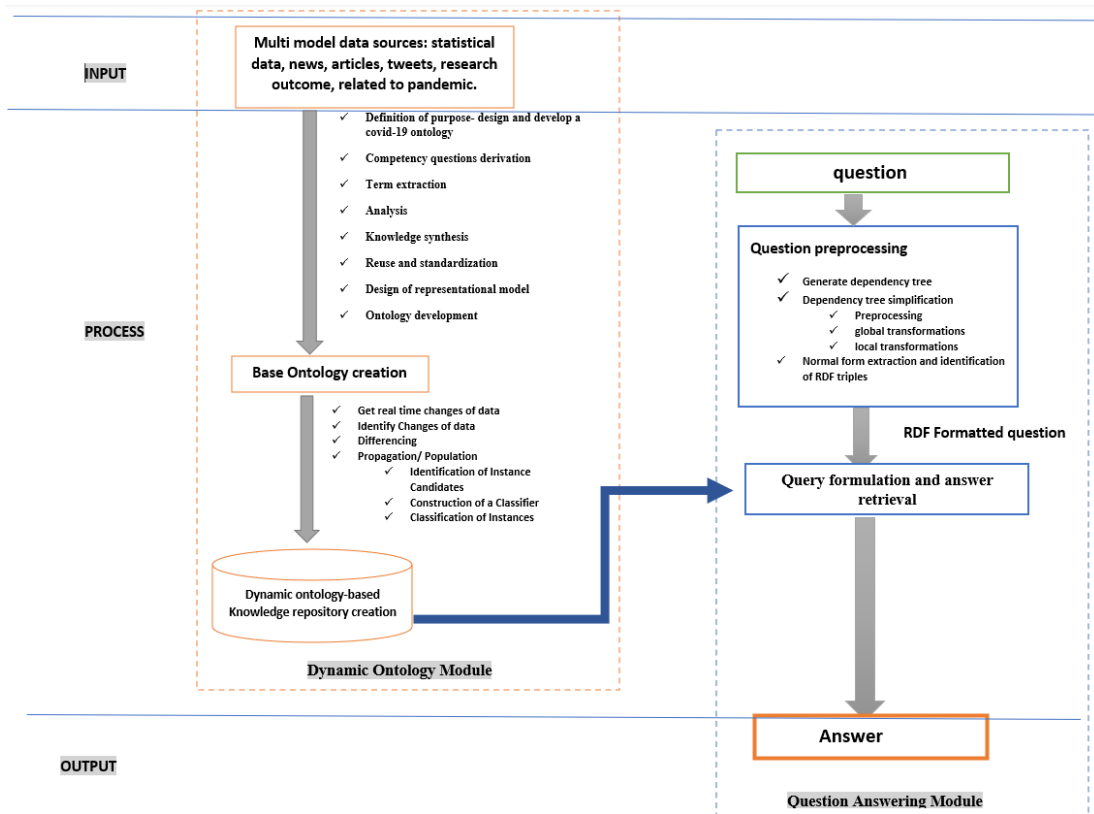 INPUT
Multi model data sources: statistical
data, news, articles, tweets, research
outcome, related to pandemic.
PROCESS
✓ Definition of purpose- design and develop a
covid-19 ontology
✓ Competency questions derivation
✓ Term extraction
✓ Analysis
✓ Knowledge synthesis
✓ Reuse and standardization
✓ Design of representational model
✓ Ontology development
Base Ontology creation
✓ Get real time changes of data
✓ Identify Changes of data
✓ Differencing
✓ Propagation/ Population
✓ Identification of Instance
Candidates
✓ Construction of a Classifier
✓ Classification of Instances
Dynamic ontology-based
Knowledge repository creation
Dynamic Ontology Module
question
Question preprocessing
✓ Generate dependency tree
✓ Dependency tree simplification
✓ Preprocessing
✓ global transformations
✓ local transformations
✓ Normal form extraction and identification
of RDF triples
RDF Formatted question
Query formulation and answer
retrieval
OUTPUT
Answer
Question Answering Module